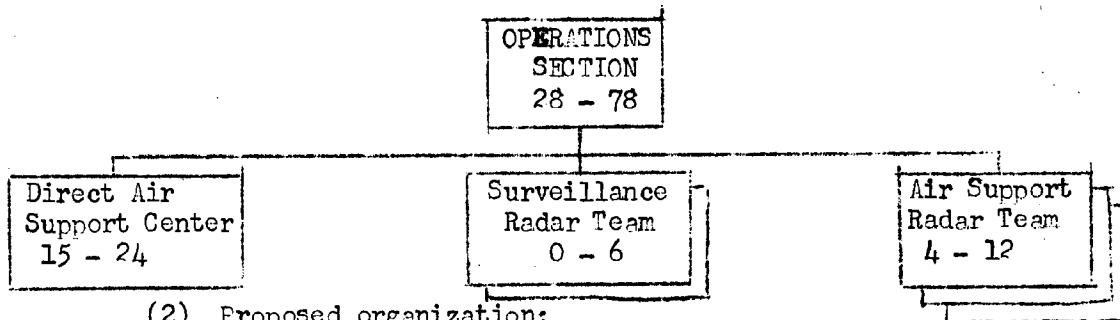 OPERATIONS
SECTION
28 - 78
Direct Air
Support Center
15 - 24
Surveillance
Radar Team
0 - 6
Air Support
Radar Team
4 - 12
(2) Proposed organization: